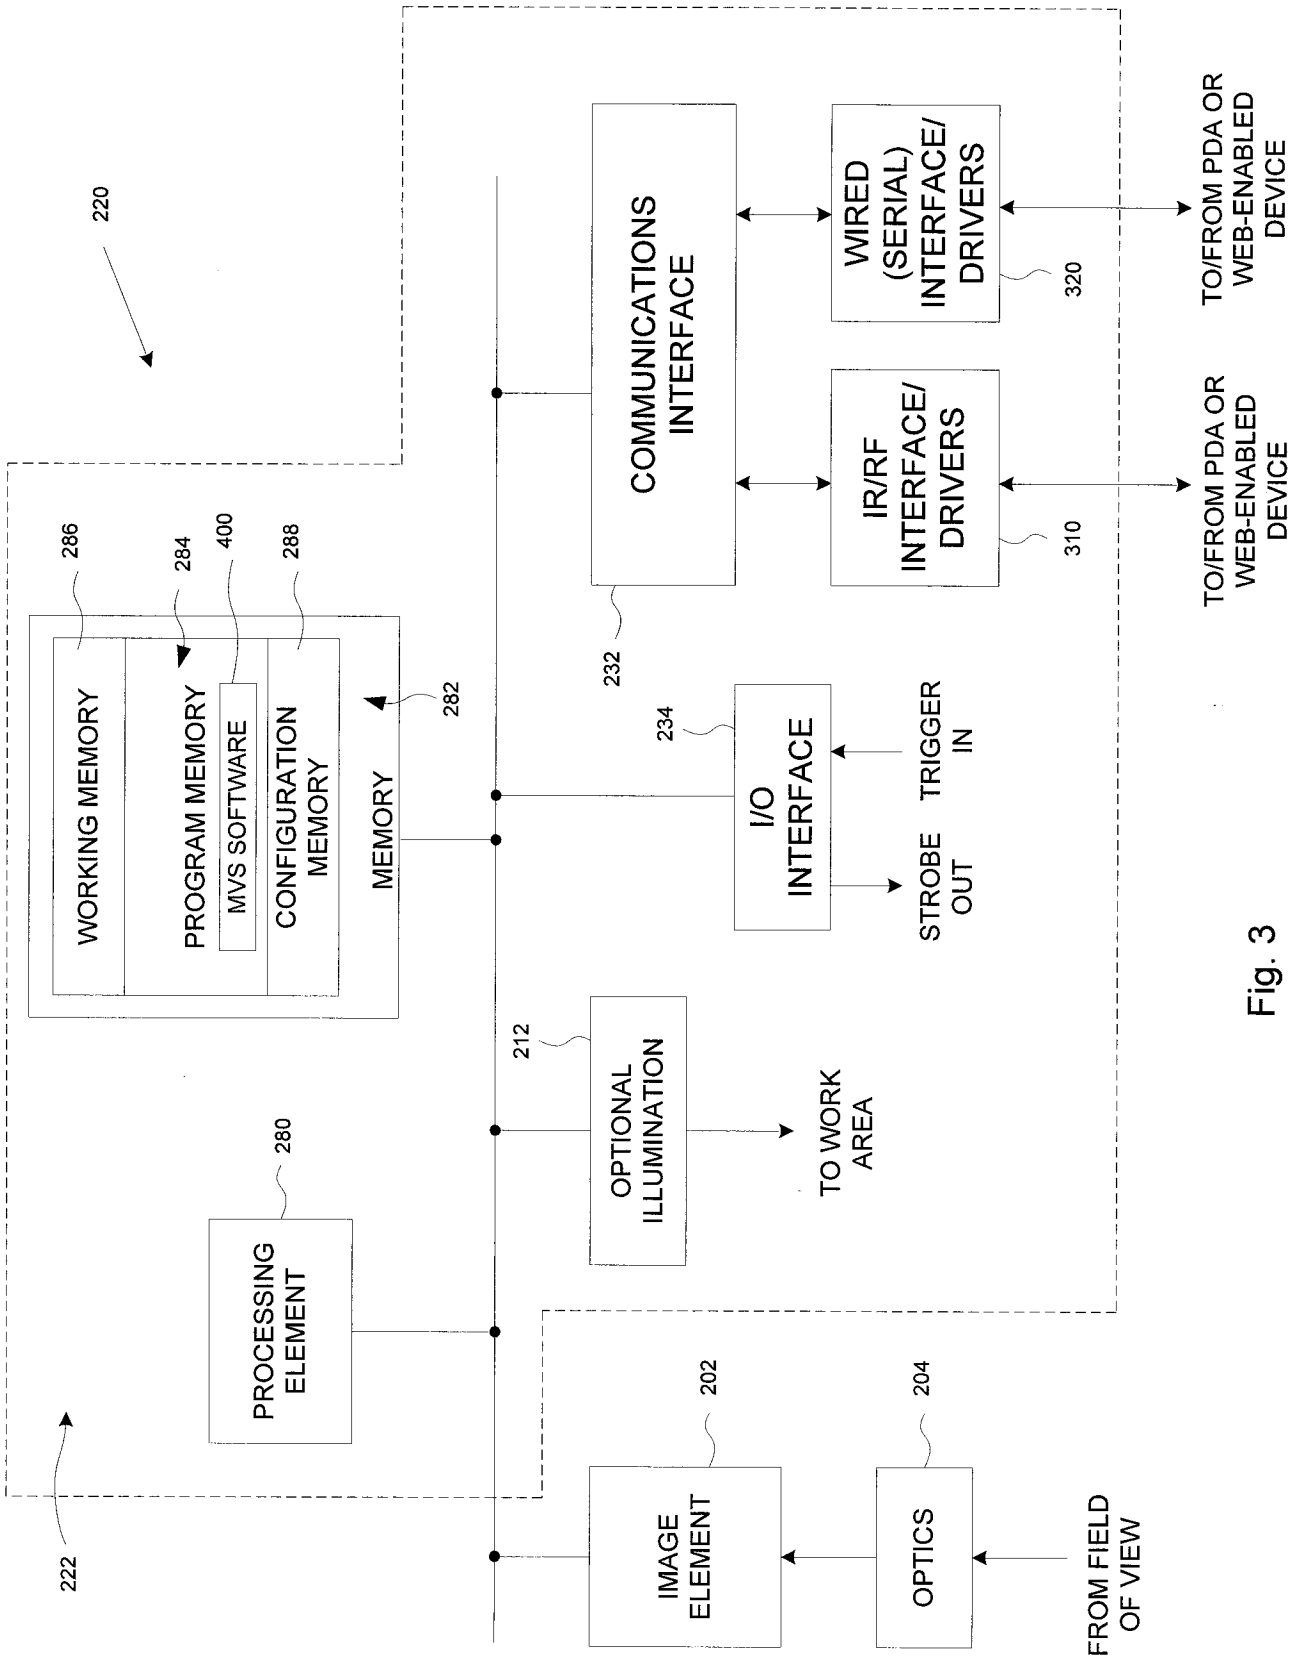 220
222
PROCESSING
ELEMENT
280
WORKING MEMORY
286
PROGRAM MEMORY
284
MVS SOFTWARE
400
CONFIGURATION
MEMORY
288
MEMORY
282
IMAGE
ELEMENT
202
OPTICS
204
FROM FIELD
OF VIEW
OPTIONAL
ILLUMINATION
212
TO WORK
AREA
I/O
INTERFACE
234
STROBE
OUT
TRIGGER
IN
COMMUNICATIONS
INTERFACE
232
IR/RF
INTERFACE/
DRIVERS
310
WIRED
(SERIAL)
INTERFACE/
DRIVERS
320
TO/FROM PDA OR
WEB-ENABLED
DEVICE
TO/FROM PDA OR
WEB-ENABLED
DEVICE
Fig. 3